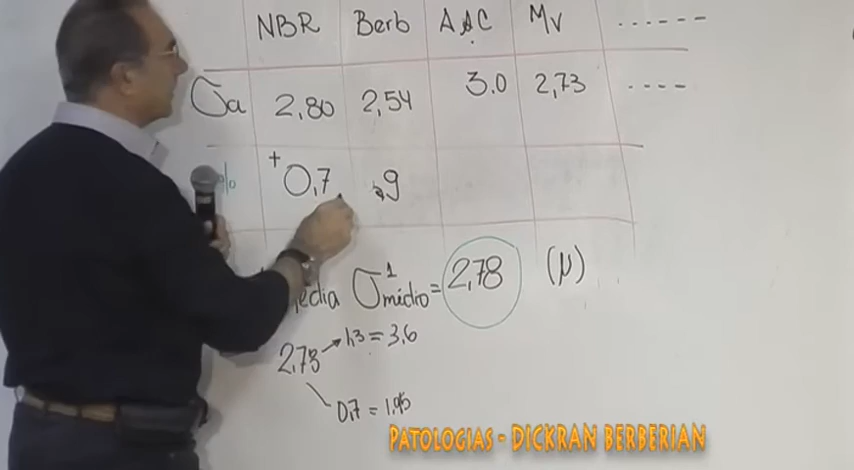 NBR Berb AAC Mv ........
σa 2,80 2,54 3.0 2,73 ....
% +0,7 ,9
média σ¹médio = 2,78 (μ)
2,78 → 1,3 = 3,6
0,7 = 1,95
PATOLOGIAS - DICKRAN BERBERIAN